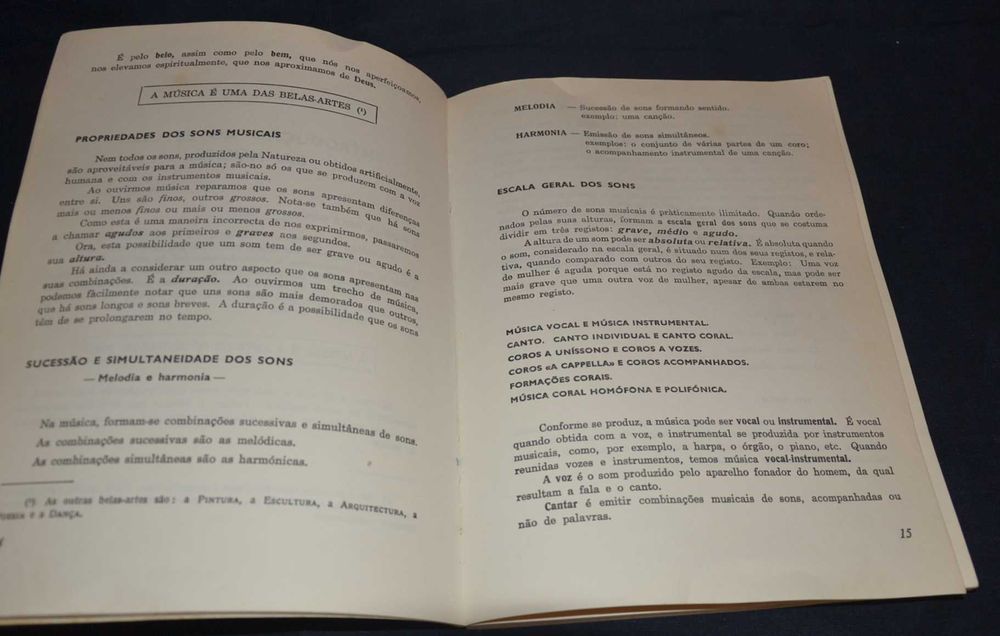 É pelo belo, assim como pelo bem, que nós nos aperfeiçoamos,
nos elevamos espiritualmente, que nos aproximamos de Deus.
A MÚSICA É UMA DAS BELAS-ARTES (¹)
PROPRIEDADES DOS SONS MUSICAIS
Nem todos os sons, produzidos pela Natureza ou obtidos artificialmente,
são aproveitáveis para a música; são-no só os que se produzem com a voz
humana e com os instrumentos musicais.
Ao ouvirmos música reparamos que os sons apresentam diferenças
entre si. Uns são finos, outros grossos. Nota-se também que há sons
mais ou menos finos ou mais ou menos grossos.
Como esta é uma maneira incorrecta de nos exprimirmos, passaremos
a chamar agudos aos primeiros e graves aos segundos.
Ora, esta possibilidade que um som tem de ser grave ou agudo é a
sua altura.
Há ainda a considerar um outro aspecto que os sons apresentam nas
suas combinações. É a duração. Ao ouvirmos um trecho de música,
podemos fàcilmente notar que uns sons são mais demorados que outros,
que há sons longos e sons breves. A duração é a possibilidade que os sons
têm de se prolongarem no tempo.
SUCESSÃO E SIMULTANEIDADE DOS SONS
— Melodia e harmonia —
Na música, formam-se combinações sucessivas e simultâneas de sons.
As combinações sucessivas são as melódicas.
As combinações simultâneas são as harmónicas.
(¹) As outras belas-artes são: a PINTURA, a ESCULTURA, a ARQUITECTURA, a
e a DANÇA.
MELODIA — Sucessão de sons formando sentido.
exemplo: uma canção.
HARMONIA — Emissão de sons simultâneos.
exemplos: o conjunto de várias partes de um coro;
o acompanhamento instrumental de uma canção.
ESCALA GERAL DOS SONS
O número de sons musicais é pràticamente ilimitado. Quando orde-
nados pelas suas alturas, formam a escala geral dos sons que se costuma
dividir em três registos: grave, médio e agudo.
A altura de um som pode ser absoluta ou relativa. É absoluta quando
o som, considerado na escala geral, é situado num dos seus registos, e rela-
tiva, quando comparado com outros do seu registo. Exemplo: Uma voz
de mulher é aguda porque está no registo agudo da escala, mas pode ser
mais grave que uma outra voz de mulher, apesar de ambas estarem no
mesmo registo.
MÚSICA VOCAL E MÚSICA INSTRUMENTAL.
CANTO. CANTO INDIVIDUAL E CANTO CORAL.
COROS A UNÍSSONO E COROS A VOZES.
COROS «A CAPPELLA» E COROS ACOMPANHADOS.
FORMAÇÕES CORAIS.
MÚSICA CORAL HOMÓFONA E POLIFÓNICA.
Conforme se produz, a música pode ser vocal ou instrumental. É vocal
quando obtida com a voz, e instrumental se produzida por instrumentos
musicais, como, por exemplo, a harpa, o órgão, o piano, etc. Quando
reunidas vozes e instrumentos, temos música vocal-instrumental.
A voz é o som produzido pelo aparelho fonador do homem, da qual
resultam a fala e o canto.
Cantar é emitir combinações musicais de sons, acompanhadas ou
não de palavras.
15